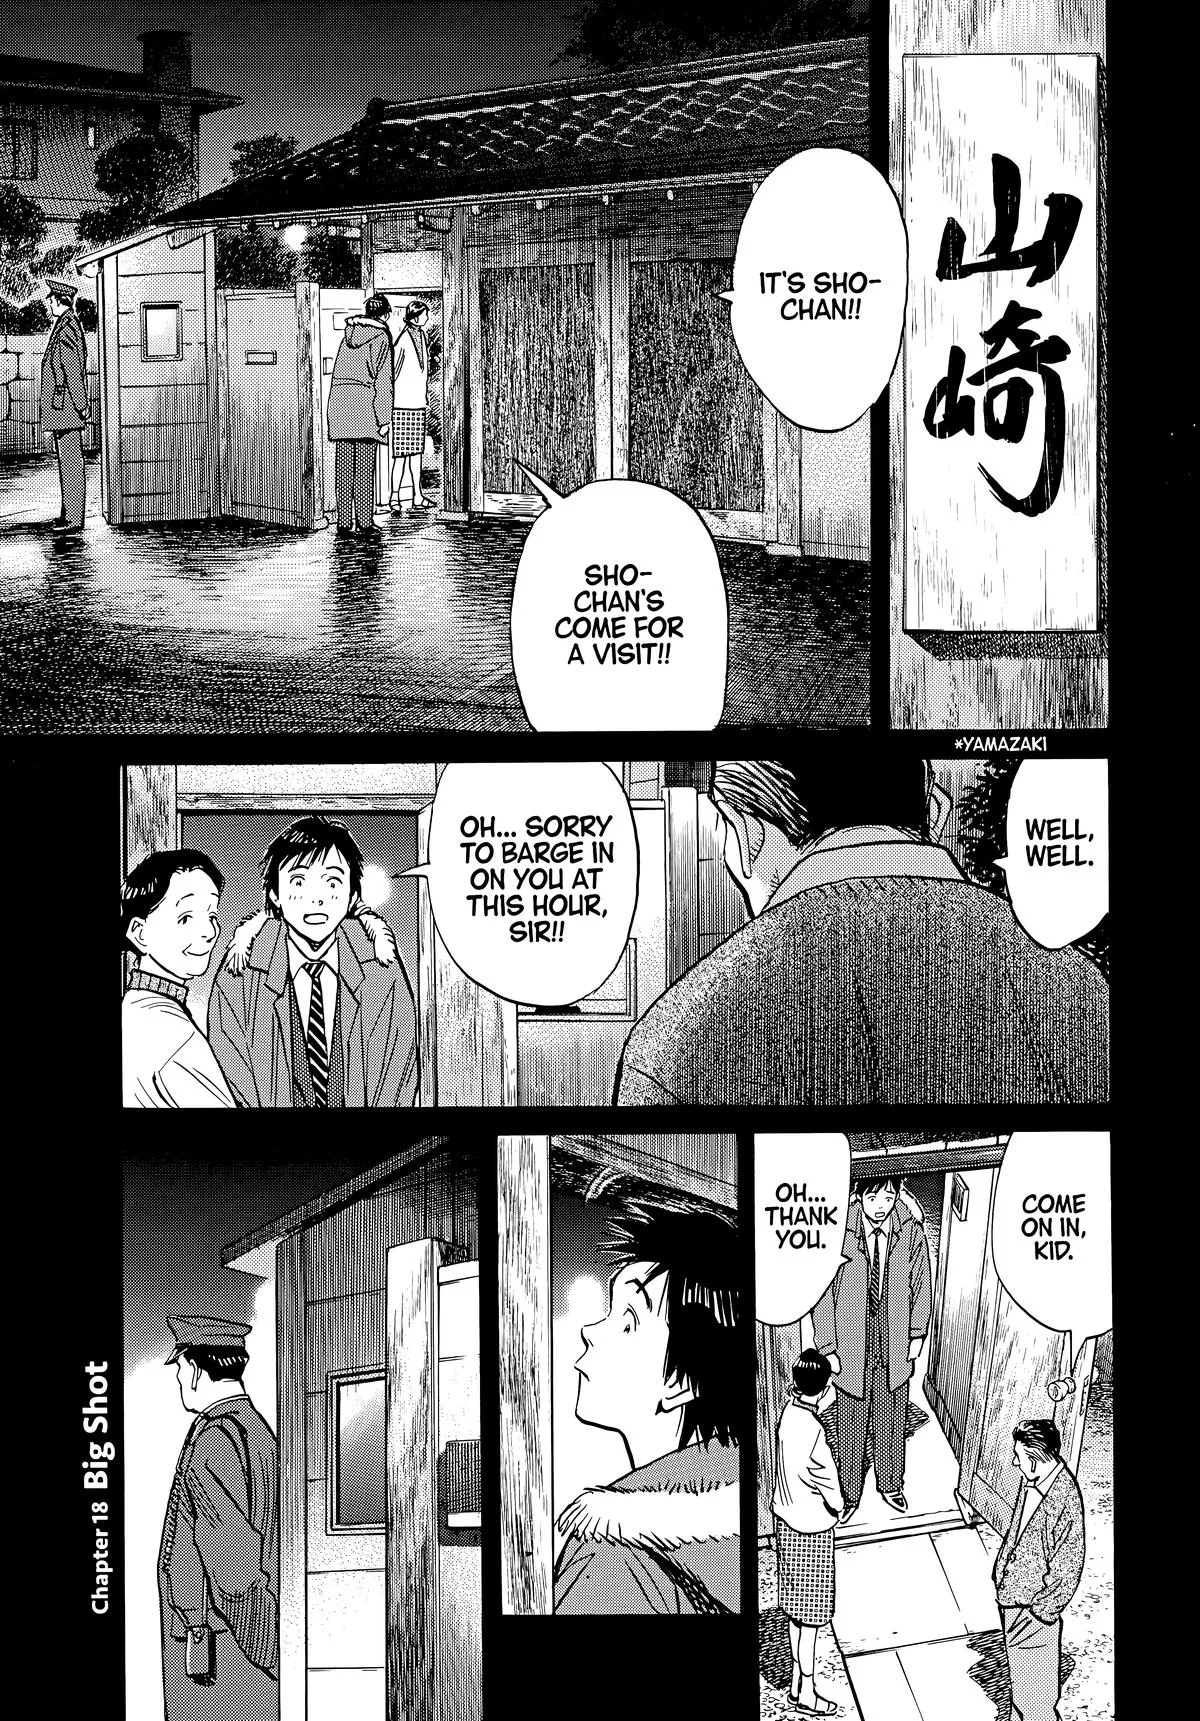 山崎
*YAMAZAKI
IT'S SHO-
CHAN!!
SHO-
CHAN'S
COME FOR
A VISIT!!
WELL,
WELL.
OH... SORRY
TO BARGE IN
ON YOU AT
THIS HOUR,
SIR!!
COME
ON IN,
KID.
OH...
THANK
YOU.
Chapter 18 Big Shot